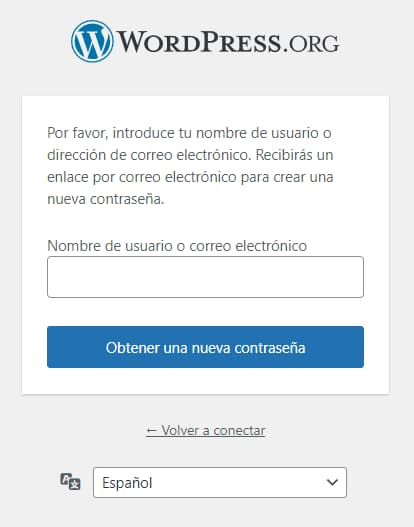 WORDPRESS.ORG
Por favor, introduce tu nombre de usuario o
dirección de correo electrónico. Recibirás un
enlace por correo electrónico para crear una
nueva contraseña.
Nombre de usuario o correo electrónico
Obtener una nueva contraseña
← Volver a conectar
Español